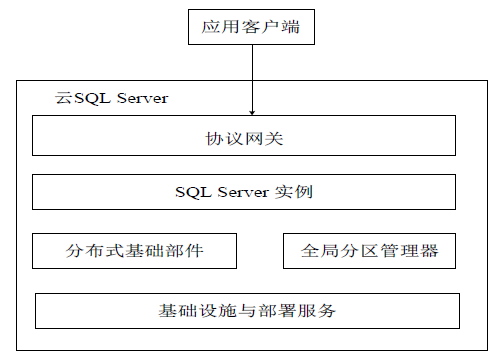 应用客户端
云SQL Server
协议网关
SQL Server 实例
分布式基础部件
全局分区管理器
基础设施与部署服务